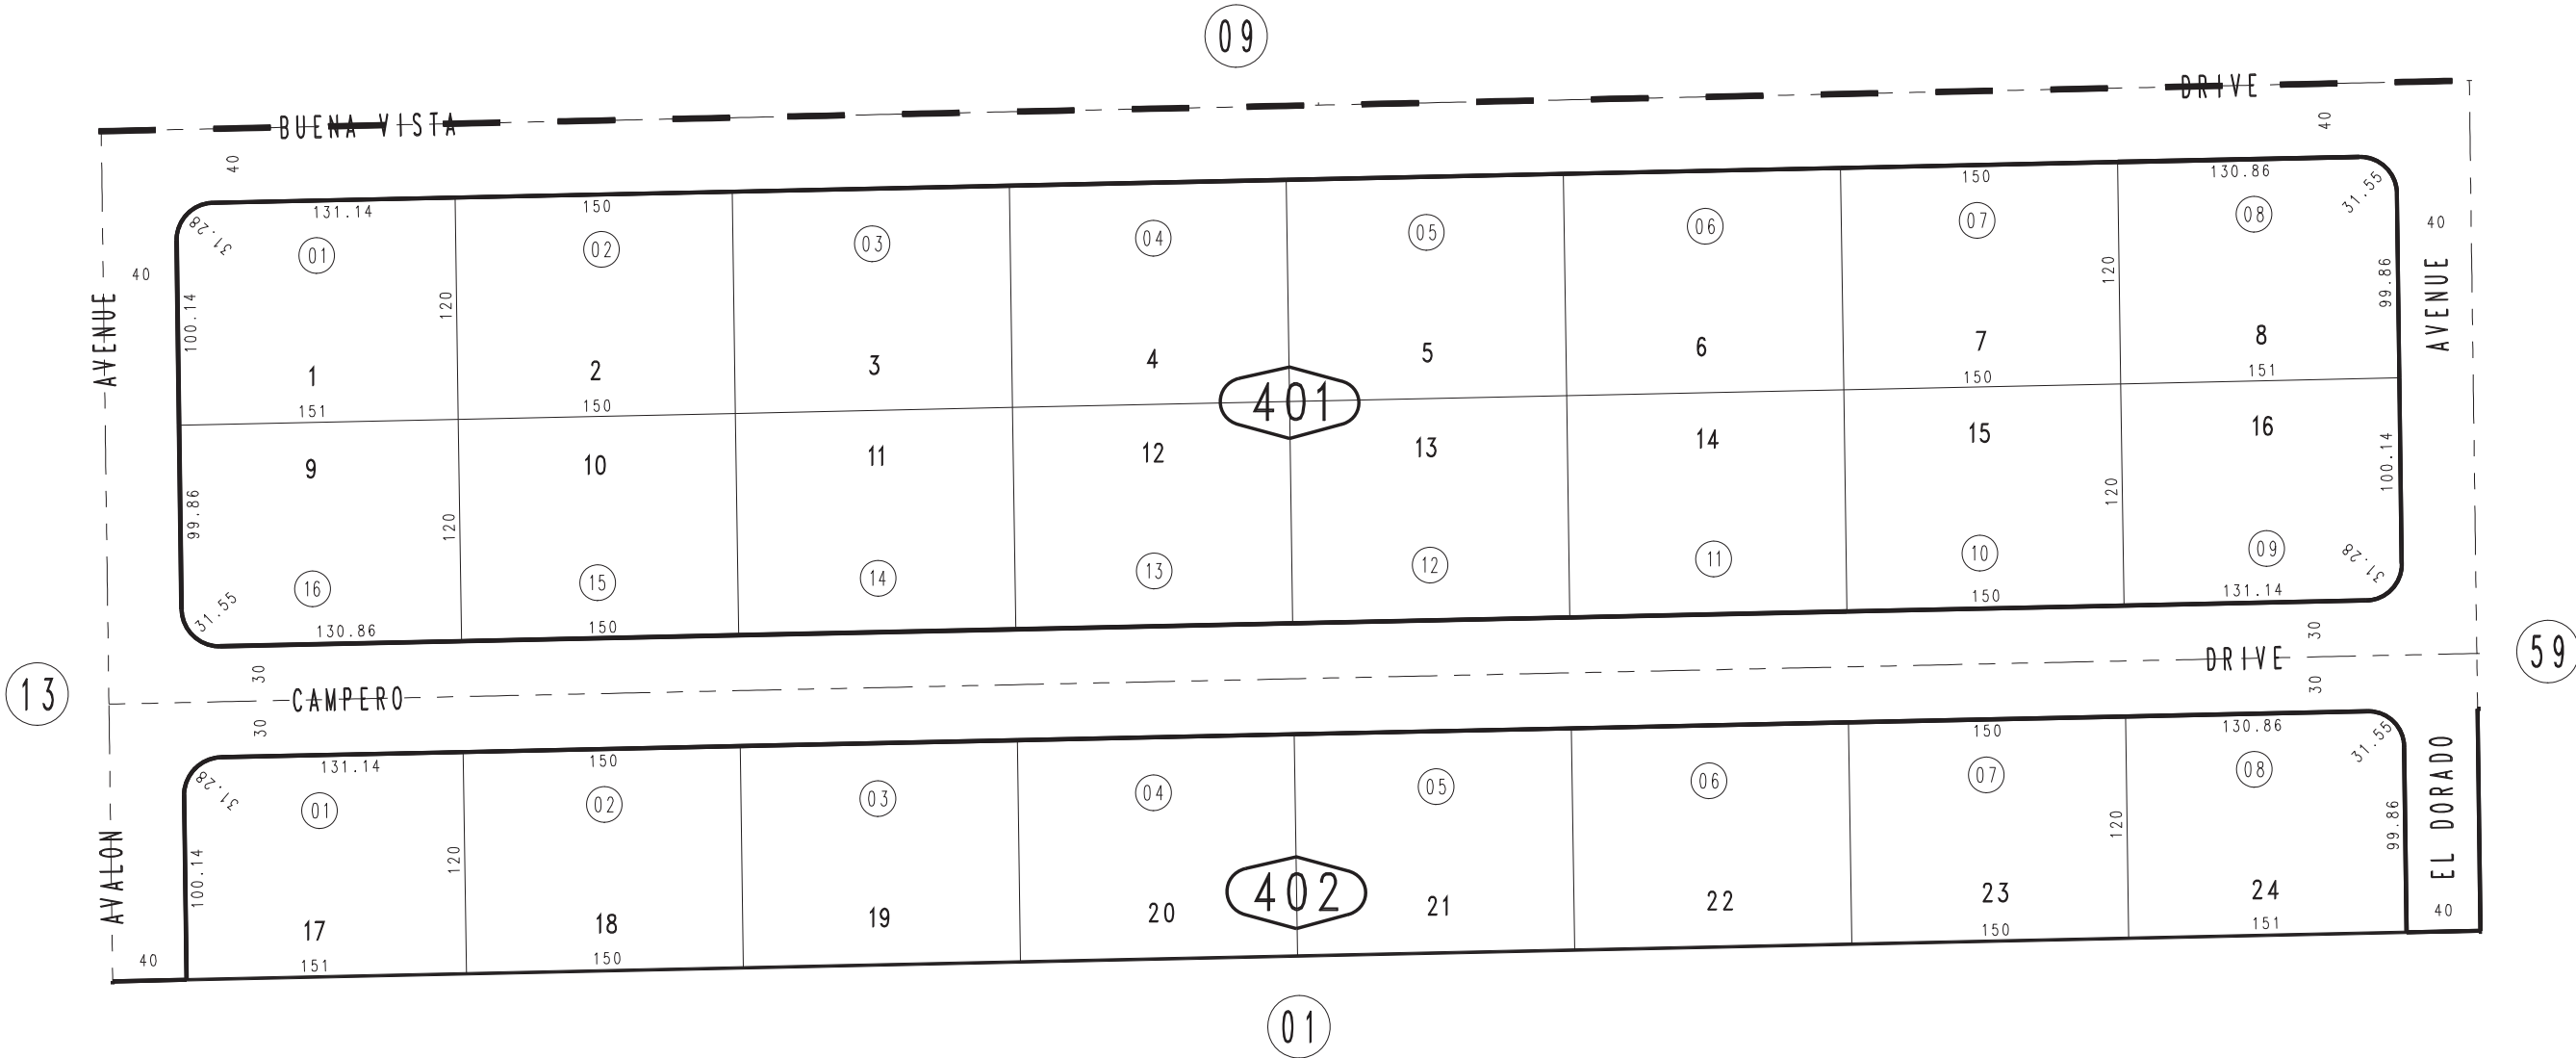 09
BUENA VISTA DRIVE
40 40
131.14 150 150 130.86
31.28 31.55
01 02 03 04 05 06 07 08
40 40
AVENUE AVENUE
100.14 120 120 99.86
1 2 3 4 5 6 7 8
151 150 150 151
401
9 10 11 12 13 14 15 16
99.86 120 120 100.14
16 15 14 13 12 11 10 09
31.55 31.28
130.86 150 150 131.14
30 30
13 59
CAMPERO DRIVE
30 30
131.14 150 150 130.86
31.28 31.55
01 02 03 04 05 06 07 08
AVALON EL DORADO
100.14 120 120 99.86
402
17 18 19 20 21 22 23 24
40 40
151 150 150 151
01